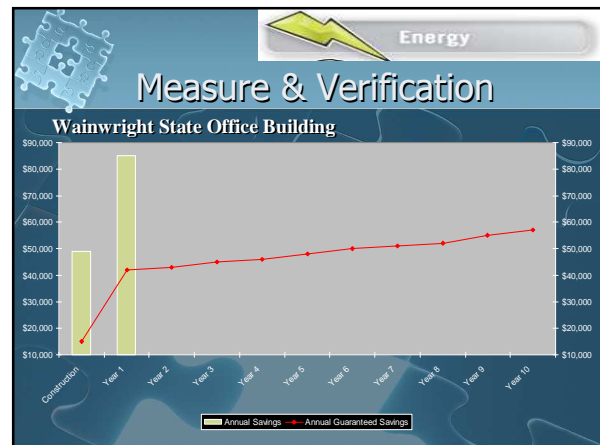 Energy
Measure & Verification
Wainwright State Office Building
$90,000 $90,000
$80,000 $80,000
$70,000 $70,000
$60,000 $60,000
$50,000 $50,000
$40,000 $40,000
$30,000 $30,000
$20,000 $20,000
$10,000 $10,000
Construction Year 1 Year 2 Year 3 Year 4 Year 5 Year 6 Year 7 Year 8 Year 9 Year 10
Annual Savings Annual Guaranteed Savings